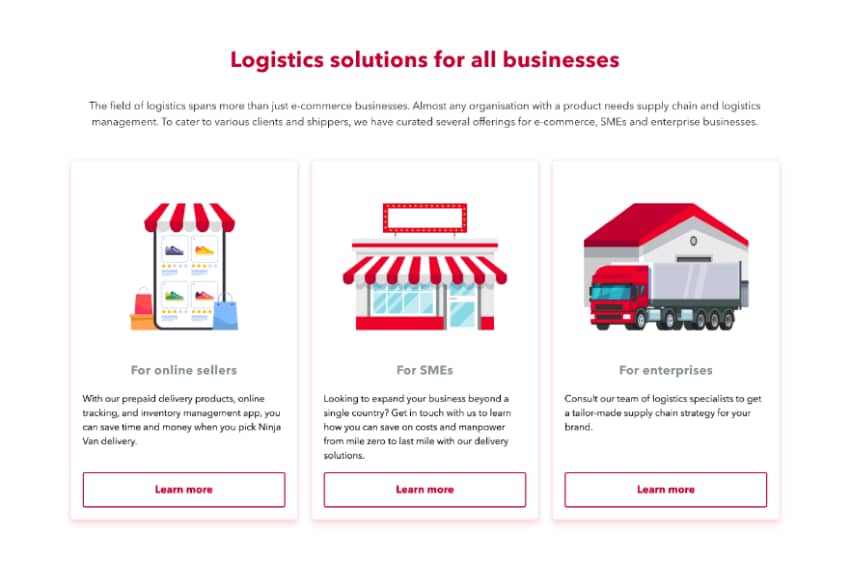 Logistics solutions for all businesses
The field of logistics spans more than just e-commerce businesses. Almost any organisation with a product needs supply chain and logistics
management. To cater to various clients and shippers, we have curated several offerings for e-commerce, SMEs and enterprise businesses.
For online sellers
With our prepaid delivery products, online
tracking, and inventory management app, you
can save time and money when you pick Ninja
Van delivery.
Learn more
For SMEs
Looking to expand your business beyond a
single country? Get in touch with us to learn
how you can save on costs and manpower
from mile zero to last mile with our delivery
solutions.
Learn more
For enterprises
Consult our team of logistics specialists to get
a tailor-made supply chain strategy for your
brand.
Learn more